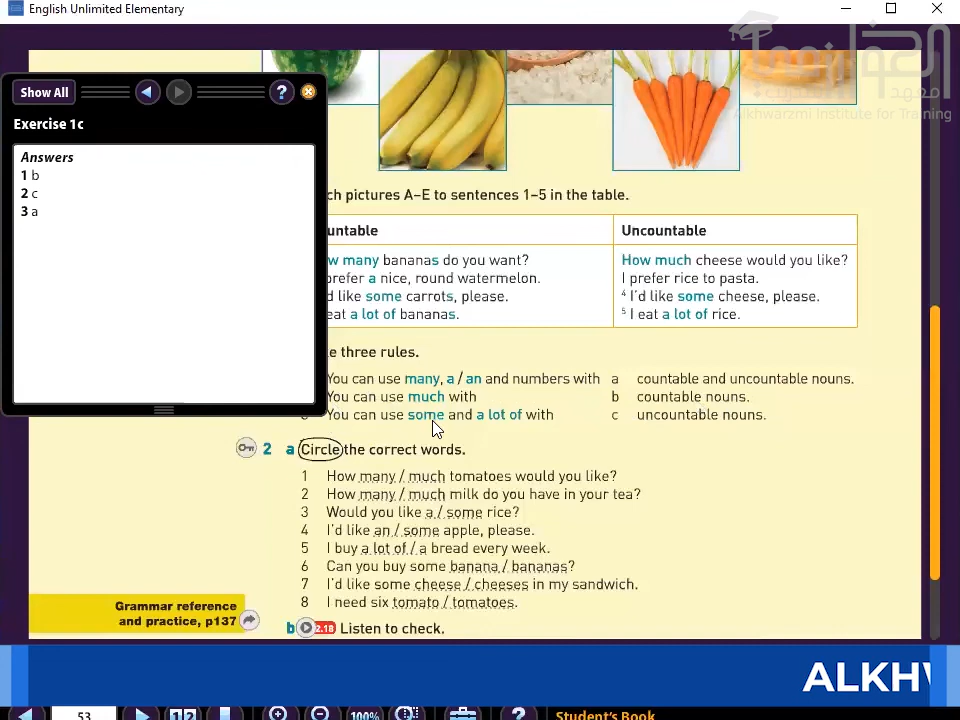 English Unlimited Elementary
الخوارزمي
معهد
للتدريب
Alkhwarzmi Institute for Training
Show All
?
Exercise 1c
Answers
1 b
2 c
3 a
ch pictures A–E to sentences 1–5 in the table.
untable
Uncountable
w many bananas do you want?
How much cheese would you like?
prefer a nice, round watermelon.
I prefer rice to pasta.
d like some carrots, please.
4 I'd like some cheese, please.
eat a lot of bananas.
5 I eat a lot of rice.
e three rules.
You can use many, a / an and numbers with
a countable and uncountable nouns.
You can use much with
b countable nouns.
You can use some and a lot of with
c uncountable nouns.
2 a Circle the correct words.
1 How many / much tomatoes would you like?
2 How many / much milk do you have in your tea?
3 Would you like a / some rice?
4 I'd like an / some apple, please.
5 I buy a lot of / a bread every week.
6 Can you buy some banana / bananas?
7 I'd like some cheese / cheeses in my sandwich.
8 I need six tomato / tomatoes.
Grammar reference
and practice, p137
b 2.18 Listen to check.
ALKHW
53
100%
?
Student's Book